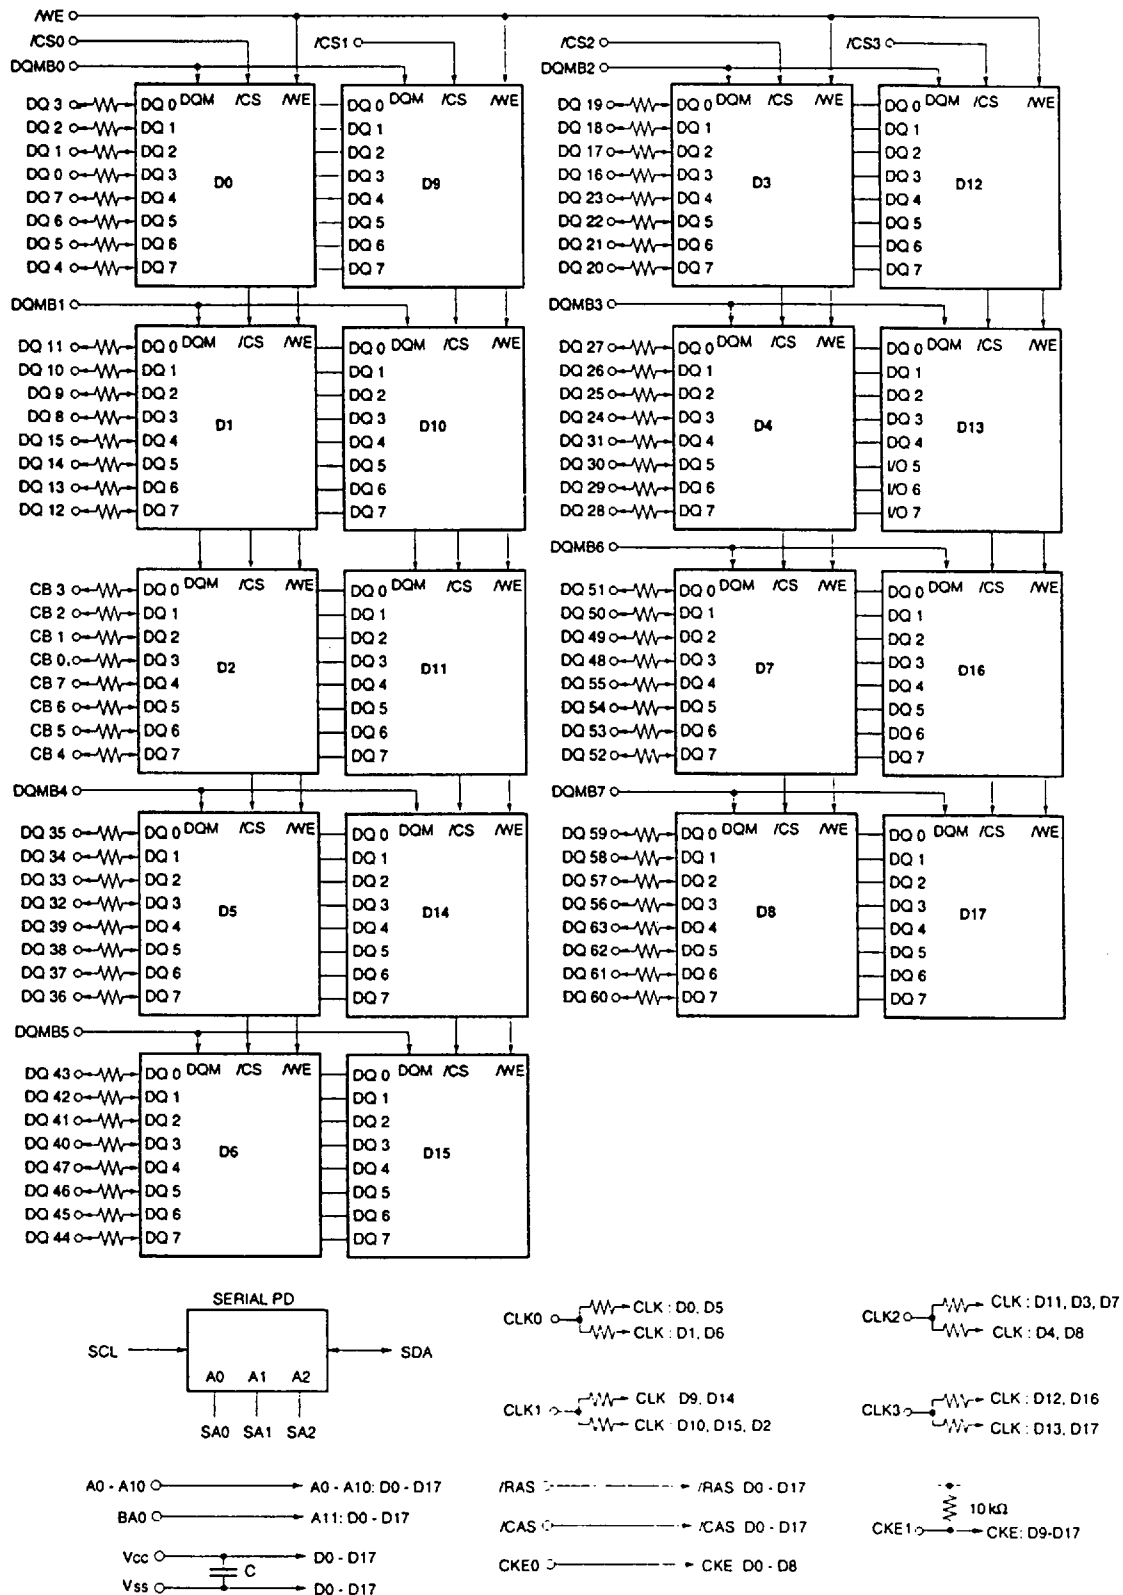 /WE
/CS0 /CS1 /CS2 /CS3
DQMB0 DQMB2
DQM /CS /WE DQM /CS /WE DQM /CS /WE DQM /CS /WE
DQ 3 DQ 0 DQ 0 DQ 19 DQ 0 DQ 0
DQ 2 DQ 1 DQ 1 DQ 18 DQ 1 DQ 1
DQ 1 DQ 2 DQ 2 DQ 17 DQ 2 DQ 2
DQ 0 DQ 3 DQ 3 DQ 16 DQ 3 DQ 3
D0 D9 D3 D12
DQ 7 DQ 4 DQ 4 DQ 23 DQ 4 DQ 4
DQ 6 DQ 5 DQ 5 DQ 22 DQ 5 DQ 5
DQ 5 DQ 6 DQ 6 DQ 21 DQ 6 DQ 6
DQ 4 DQ 7 DQ 7 DQ 20 DQ 7 DQ 7
DQMB1 DQMB3
DQM /CS /WE DQM /CS /WE DQM /CS /WE DQM /CS /WE
DQ 11 DQ 0 DQ 0 DQ 27 DQ 0 DQ 0
DQ 10 DQ 1 DQ 1 DQ 26 DQ 1 DQ 1
DQ 9 DQ 2 DQ 2 DQ 25 DQ 2 DQ 2
DQ 8 DQ 3 DQ 3 DQ 24 DQ 3 DQ 3
D1 D10 D4 D13
DQ 15 DQ 4 DQ 4 DQ 31 DQ 4 DQ 4
DQ 14 DQ 5 DQ 5 DQ 30 DQ 5 I/O 5
DQ 13 DQ 6 DQ 6 DQ 29 DQ 6 I/O 6
DQ 12 DQ 7 DQ 7 DQ 28 DQ 7 I/O 7
DQMB6
DQM /CS /WE DQM /CS /WE DQM /CS /WE DQM /CS /WE
CB 3 DQ 0 DQ 0 DQ 51 DQ 0 DQ 0
CB 2 DQ 1 DQ 1 DQ 50 DQ 1 DQ 1
CB 1 DQ 2 DQ 2 DQ 49 DQ 2 DQ 2
CB 0 DQ 3 DQ 3 DQ 48 DQ 3 DQ 3
D2 D11 D7 D16
CB 7 DQ 4 DQ 4 DQ 55 DQ 4 DQ 4
CB 6 DQ 5 DQ 5 DQ 54 DQ 5 DQ 5
CB 5 DQ 6 DQ 6 DQ 53 DQ 6 DQ 6
CB 4 DQ 7 DQ 7 DQ 52 DQ 7 DQ 7
DQMB4 DQMB7
DQM /CS /WE DQM /CS /WE DQM /CS /WE DQM /CS /WE
DQ 35 DQ 0 DQ 0 DQ 59 DQ 0 DQ 0
DQ 34 DQ 1 DQ 1 DQ 58 DQ 1 DQ 1
DQ 33 DQ 2 DQ 2 DQ 57 DQ 2 DQ 2
DQ 32 DQ 3 DQ 3 DQ 56 DQ 3 DQ 3
D5 D14 D8 D17
DQ 39 DQ 4 DQ 4 DQ 63 DQ 4 DQ 4
DQ 38 DQ 5 DQ 5 DQ 62 DQ 5 DQ 5
DQ 37 DQ 6 DQ 6 DQ 61 DQ 6 DQ 6
DQ 36 DQ 7 DQ 7 DQ 60 DQ 7 DQ 7
DQMB5
DQM /CS /WE DQM /CS /WE
DQ 43 DQ 0 DQ 0
DQ 42 DQ 1 DQ 1
DQ 41 DQ 2 DQ 2
DQ 40 DQ 3 DQ 3
D6 D15
DQ 47 DQ 4 DQ 4
DQ 46 DQ 5 DQ 5
DQ 45 DQ 6 DQ 6
DQ 44 DQ 7 DQ 7
SERIAL PD
SCL SDA
A0 A1 A2
SA0 SA1 SA2
CLK0 CLK : D0, D5
CLK : D1, D6
CLK2 CLK : D11, D3, D7
CLK : D4, D8
CLK1 CLK D9, D14
CLK : D10, D15, D2
CLK3 CLK : D12, D16
CLK : D13, D17
A0 - A10 A0 - A10: D0 - D17
BA0 A11: D0 - D17
Vcc D0 - D17
C
Vss D0 - D17
/RAS /RAS D0 - D17
/CAS /CAS D0 - D17
CKE0 CKE D0 - D8
10 kΩ
CKE1 CKE: D9-D17